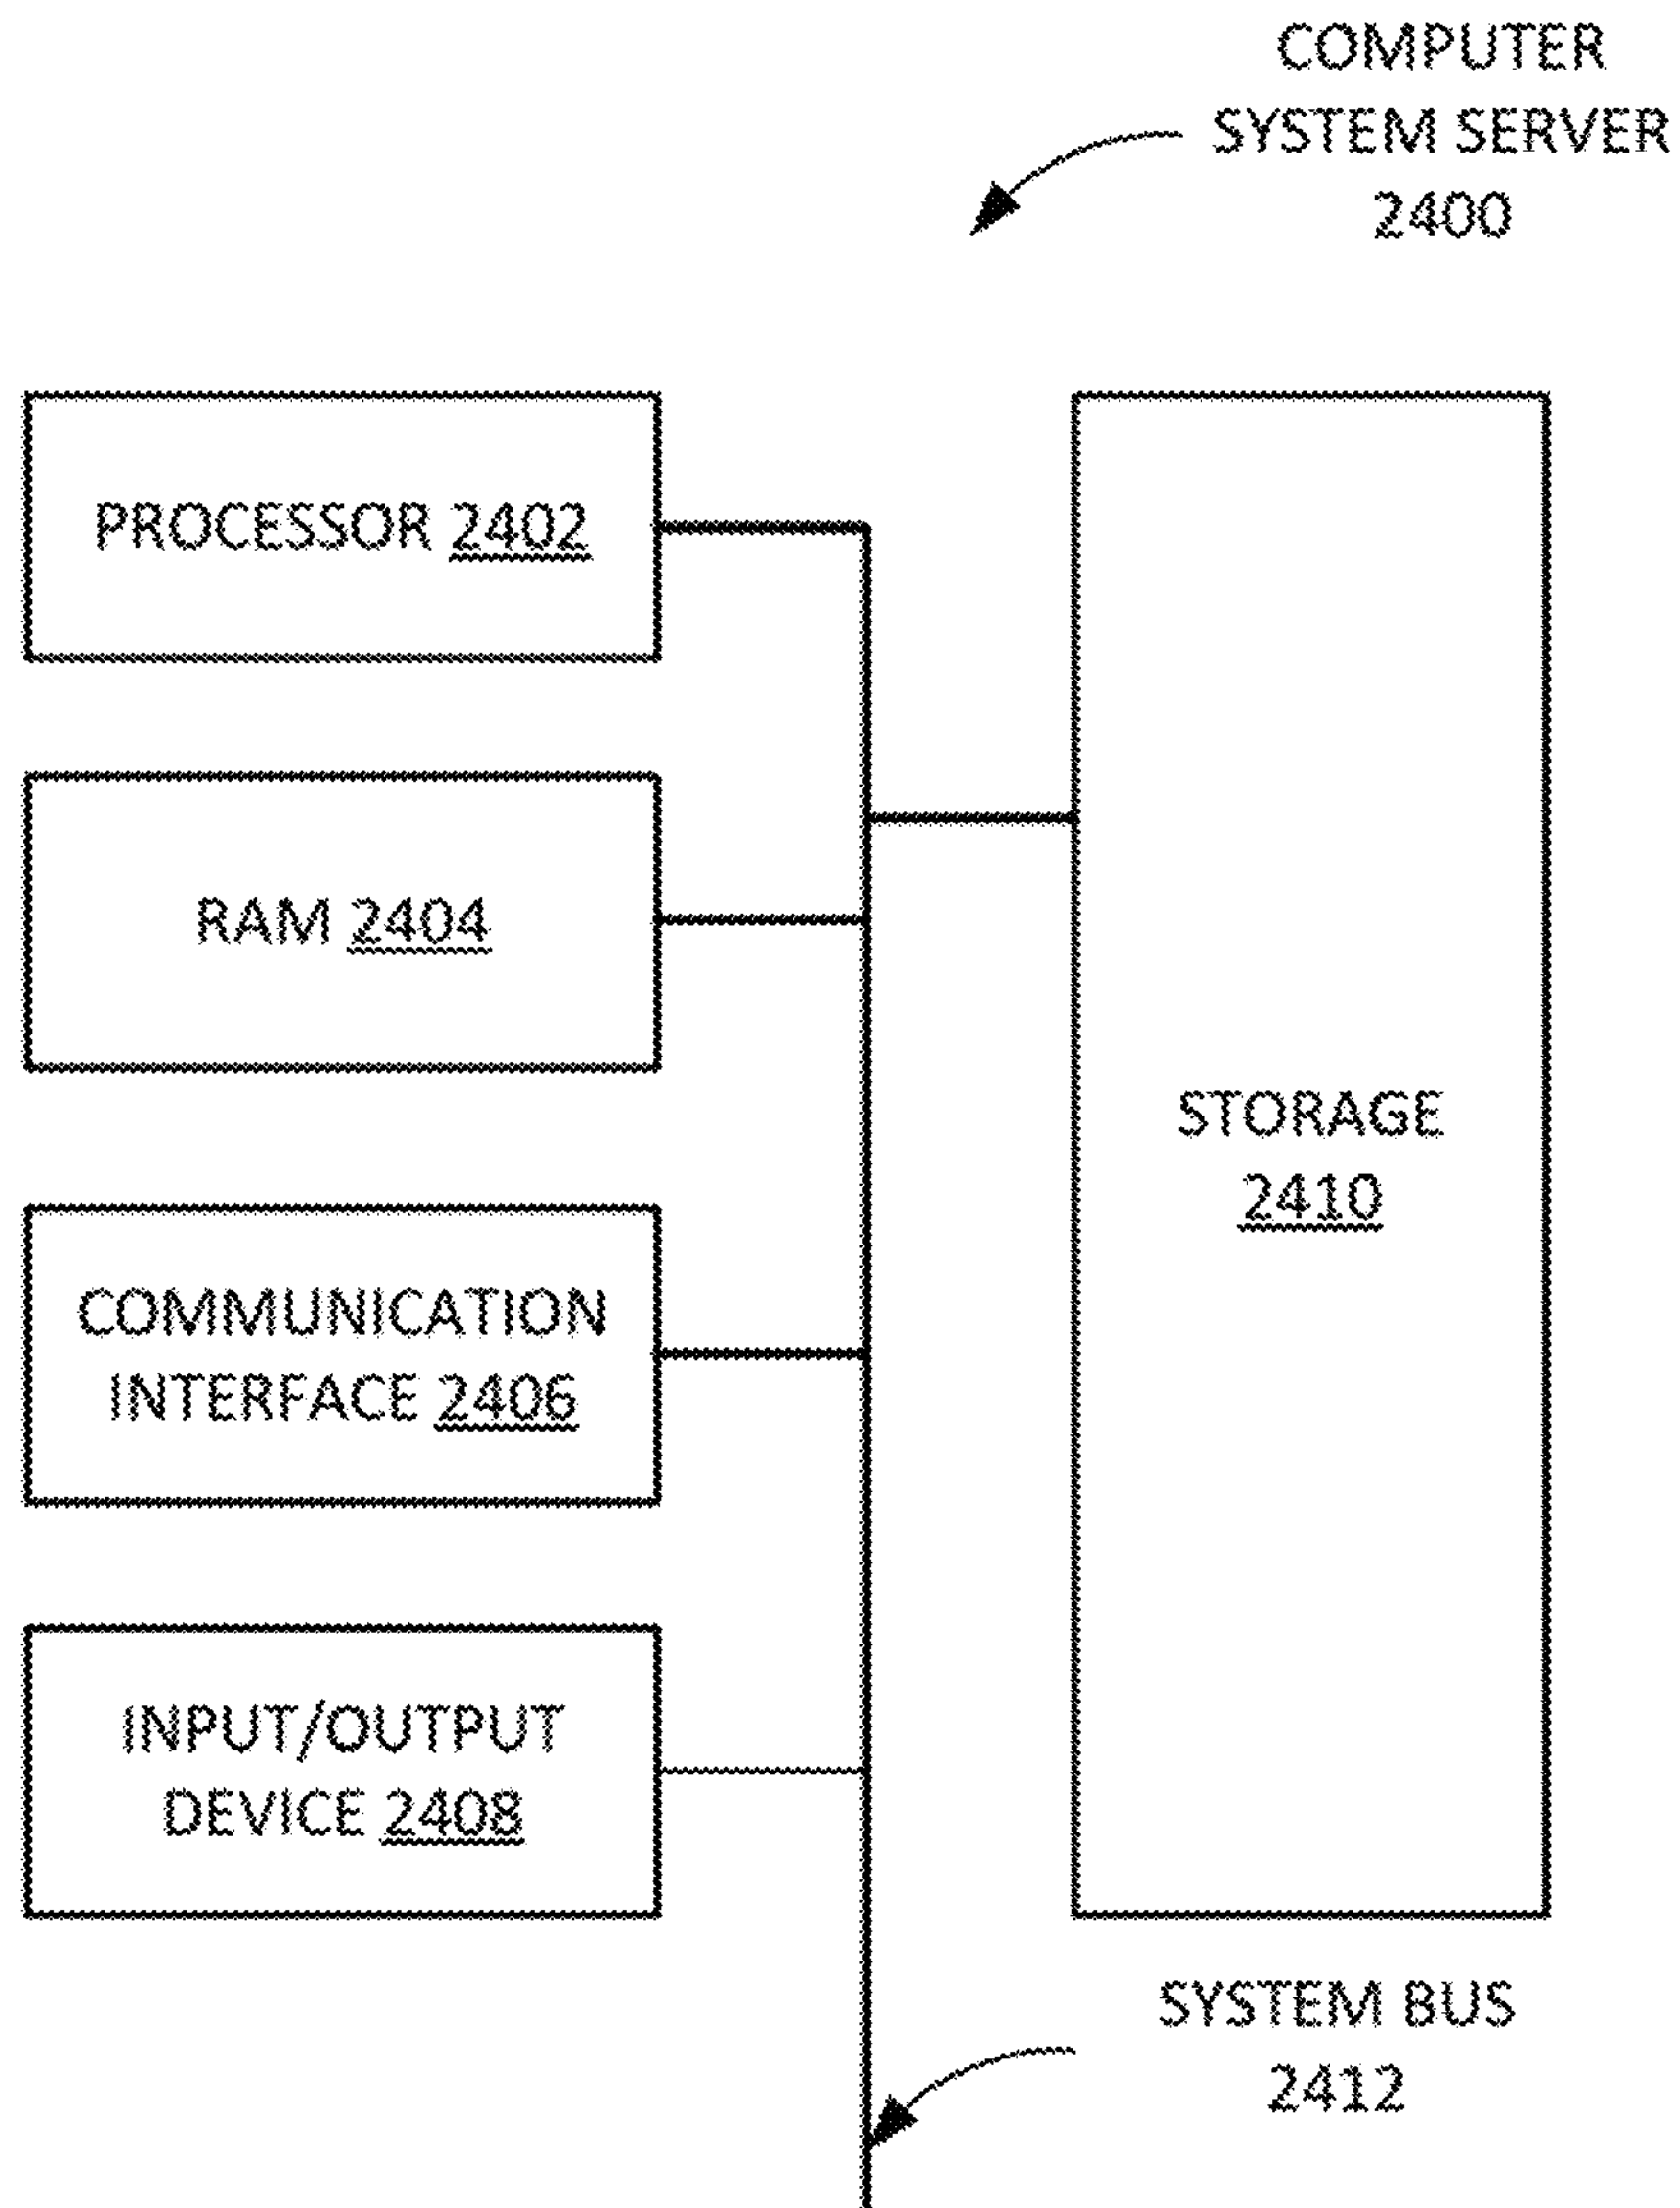 COMPUTER
SYSTEM SERVER
2400
PROCESSOR 2402
RAM 2404
COMMUNICATION
INTERFACE 2406
INPUT/OUTPUT
DEVICE 2408
STORAGE
2410
SYSTEM BUS
2412